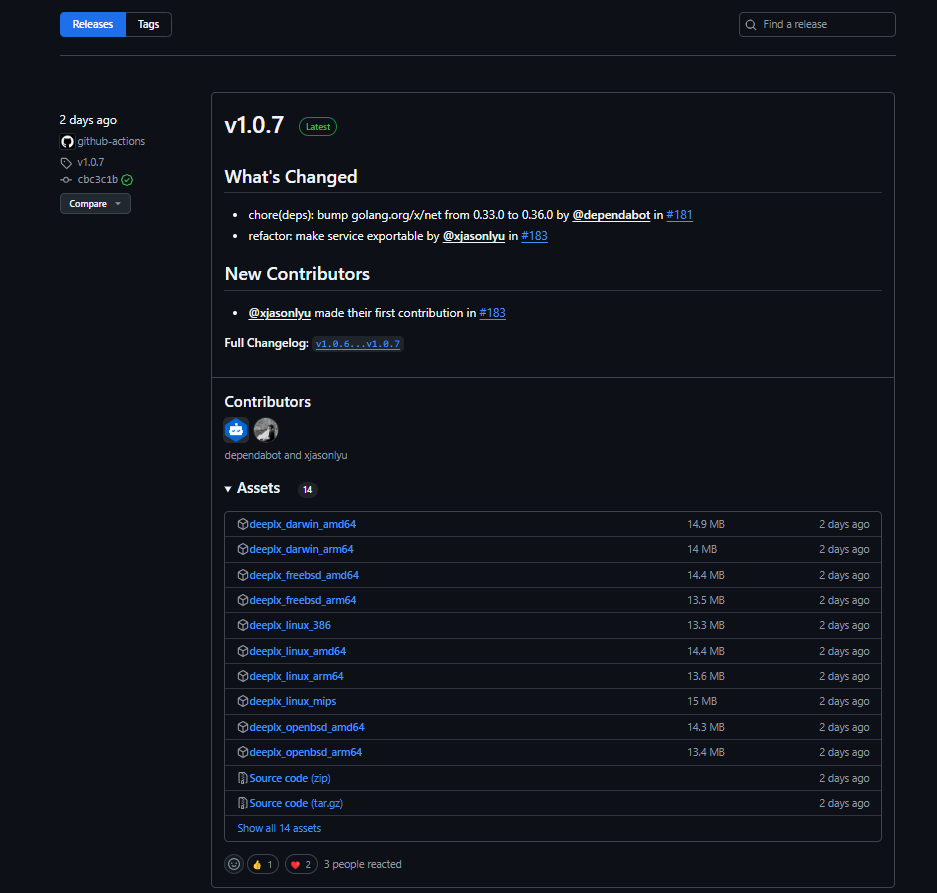 Releases Tags Find a release
2 days ago
github-actions
v1.0.7
cbc3c1b
Compare
v1.0.7 Latest
What's Changed
• chore(deps): bump golang.org/x/net from 0.33.0 to 0.36.0 by @dependabot in #181
• refactor: make service exportable by @xjasonlyu in #183
New Contributors
• @xjasonlyu made their first contribution in #183
Full Changelog: v1.0.6...v1.0.7
Contributors
dependabot and xjasonlyu
Assets 14
deeplx_darwin_amd64 14.9 MB 2 days ago
deeplx_darwin_arm64 14 MB 2 days ago
deeplx_freebsd_amd64 14.4 MB 2 days ago
deeplx_freebsd_arm64 13.5 MB 2 days ago
deeplx_linux_386 13.3 MB 2 days ago
deeplx_linux_amd64 14.4 MB 2 days ago
deeplx_linux_arm64 13.6 MB 2 days ago
deeplx_linux_mips 15 MB 2 days ago
deeplx_openbsd_amd64 14.3 MB 2 days ago
deeplx_openbsd_arm64 13.4 MB 2 days ago
Source code (zip) 2 days ago
Source code (tar.gz) 2 days ago
Show all 14 assets
1 2 3 people reacted